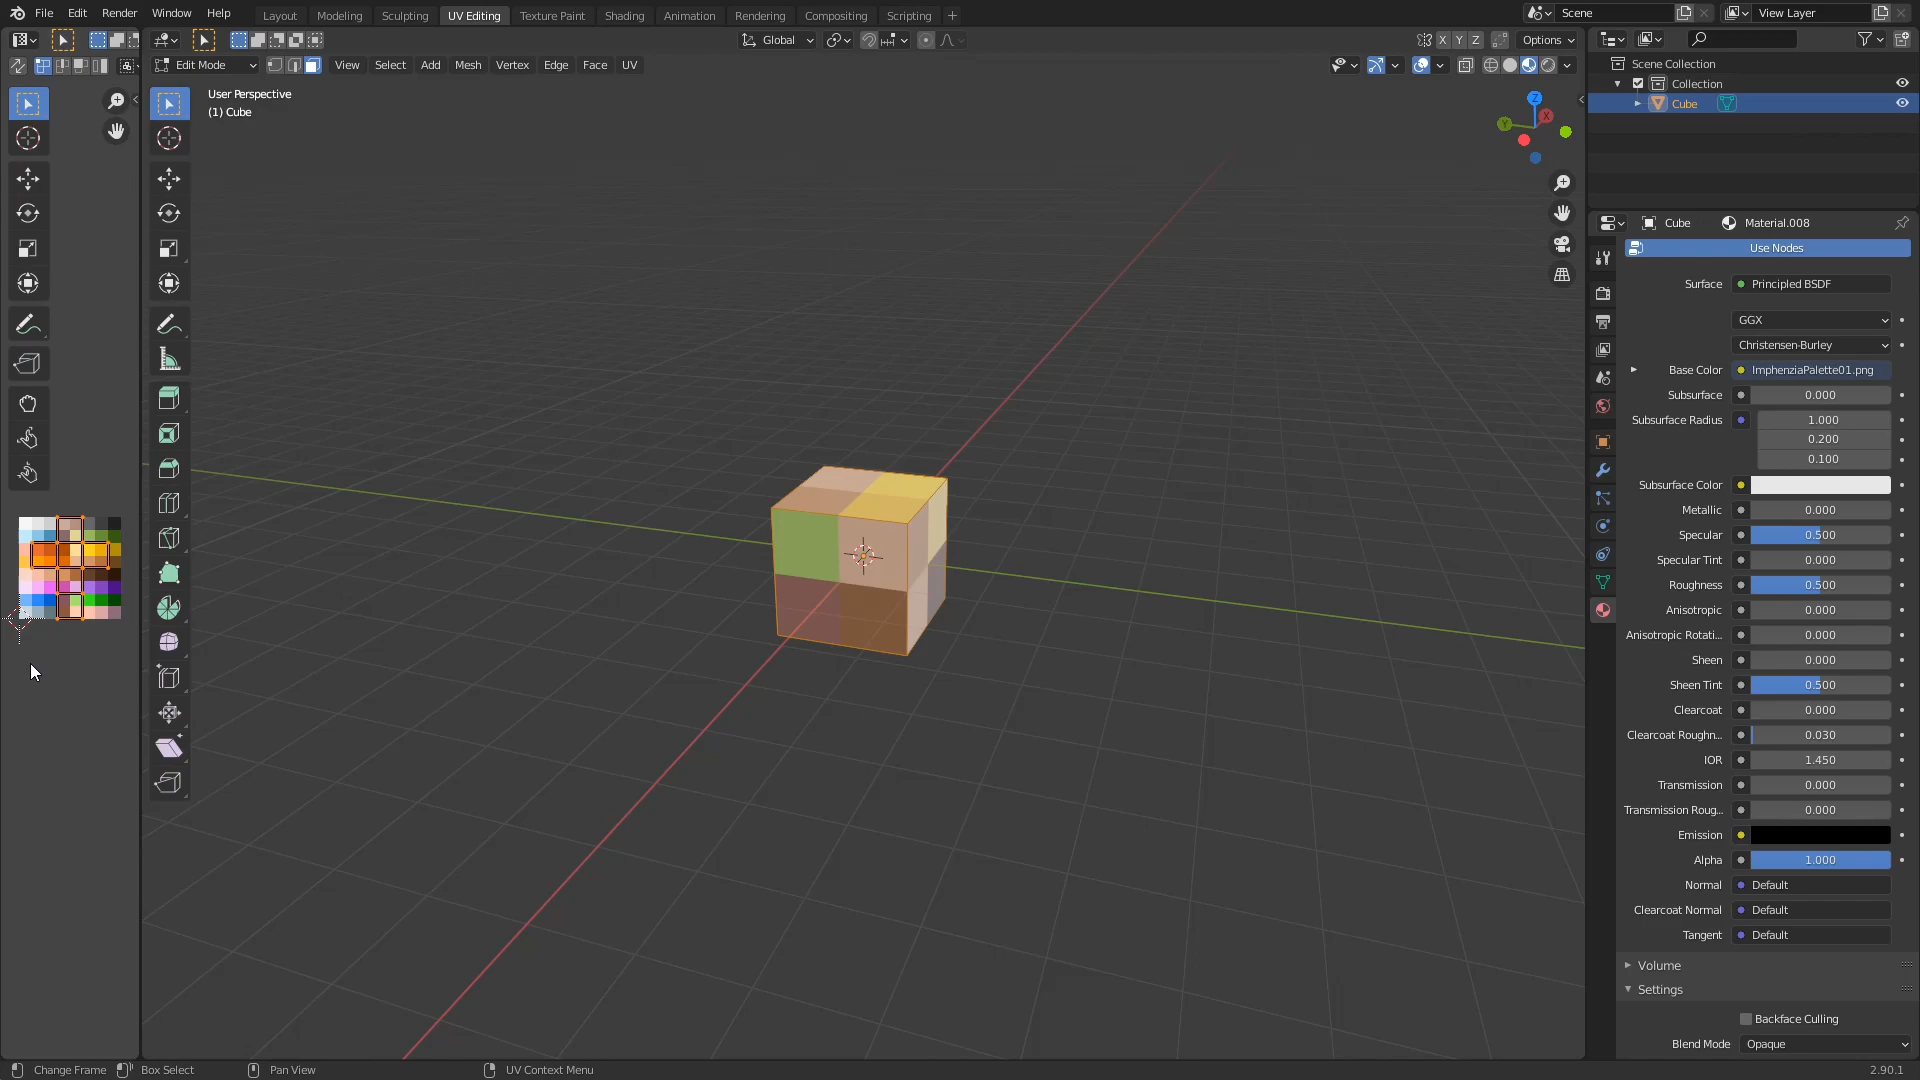 File Edit Render Window Help
Layout Modeling Sculpting UV Editing Texture Paint Shading Animation Rendering Compositing Scripting +
Scene
View Layer
Global
X Y Z
Options
Edit Mode
View Select Add Mesh Vertex Edge Face UV
User Perspective
(1) Cube
Z
Y
X
Scene Collection
Collection
Cube
Cube
Material.008
Use Nodes
Surface Principled BSDF
GGX
Christensen-Burley
Base Color ImphenziaPalette01.png
Subsurface 0.000
Subsurface Radius 1.000
0.200
0.100
Subsurface Color
Metallic 0.000
Specular 0.500
Specular Tint 0.000
Roughness 0.500
Anisotropic 0.000
Anisotropic Rotati... 0.000
Sheen 0.000
Sheen Tint 0.500
Clearcoat 0.000
Clearcoat Roughn... 0.030
IOR 1.450
Transmission 0.000
Transmission Roug... 0.000
Emission
Alpha 1.000
Normal Default
Clearcoat Normal Default
Tangent Default
Volume
Settings
Backface Culling
Blend Mode Opaque
Change Frame Box Select Pan View UV Context Menu
2.90.1